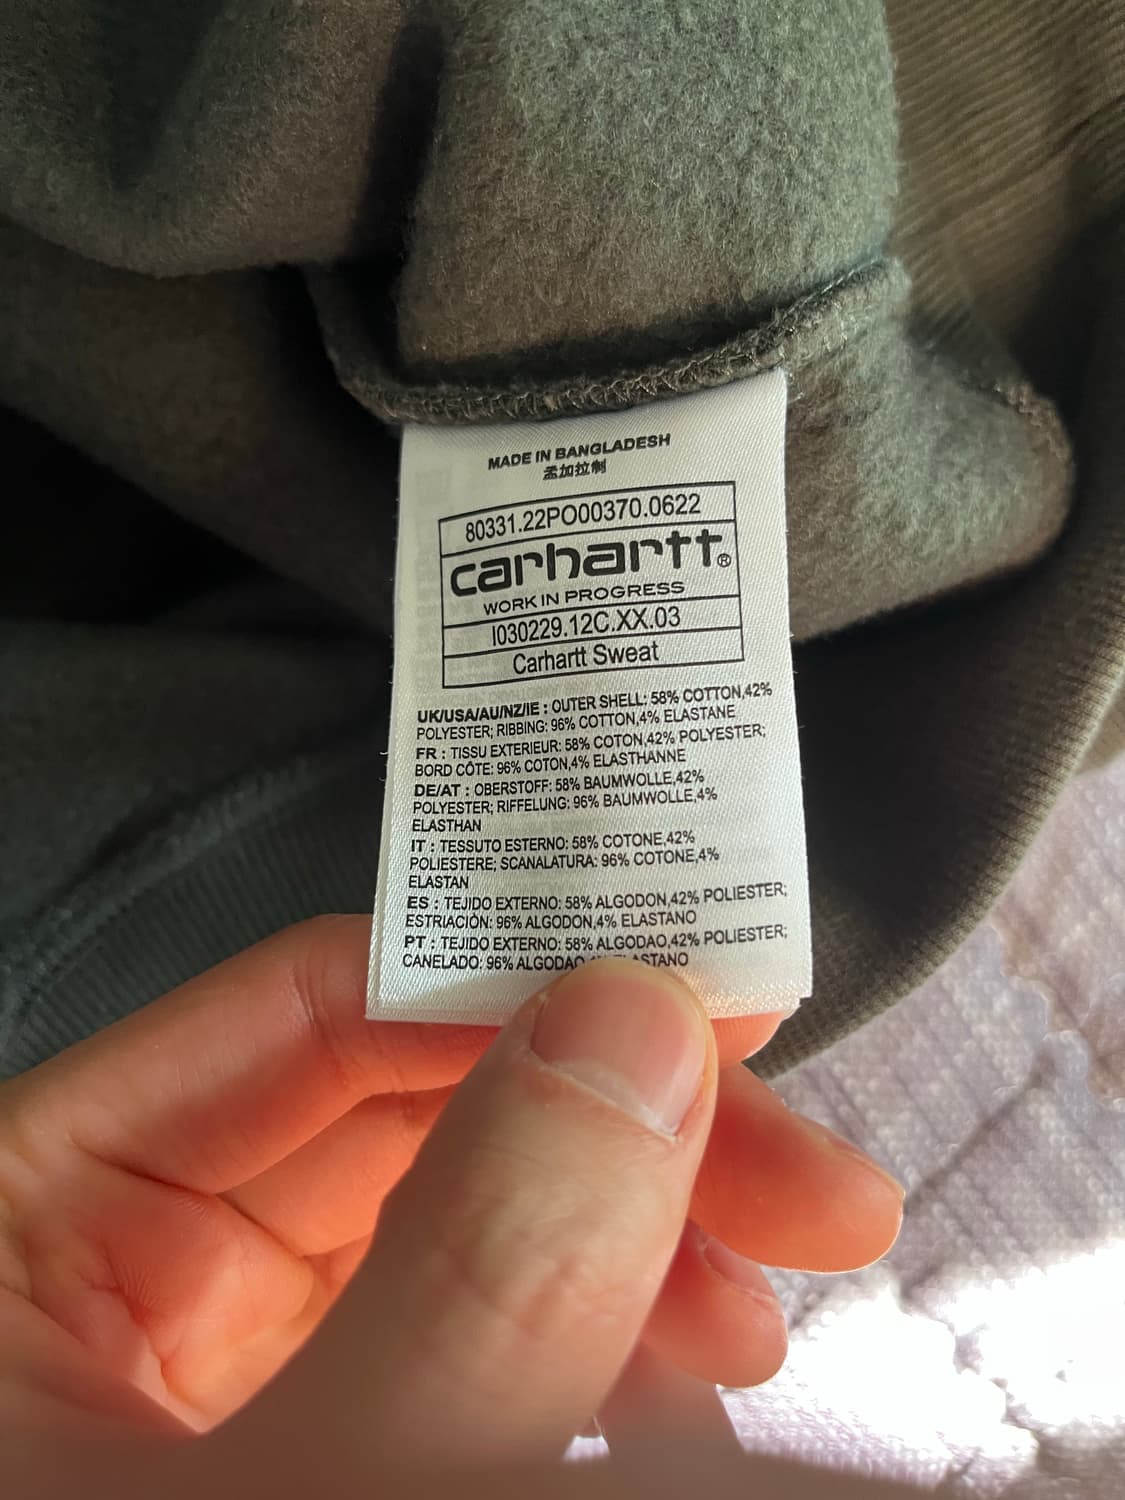 MADE IN BANGLADESH
孟加拉制
80331.22PO00370.0622
carhartt®
WORK IN PROGRESS
I030229.12C.XX.03
Carhartt Sweat
UK/USA/AU/NZ/IE : OUTER SHELL: 58% COTTON,42%
POLYESTER; RIBBING: 96% COTTON,4% ELASTANE
FR : TISSU EXTERIEUR: 58% COTON,42% POLYESTER;
BORD CÔTE: 96% COTON,4% ELASTHANNE
DE/AT : OBERSTOFF: 58% BAUMWOLLE,42%
POLYESTER; RIFFELUNG: 96% BAUMWOLLE,4%
ELASTHAN
IT : TESSUTO ESTERNO: 58% COTONE,42%
POLIESTERE; SCANALATURA: 96% COTONE,4%
ELASTAN
ES : TEJIDO EXTERNO: 58% ALGODON,42% POLIESTER;
ESTRIACIÓN: 96% ALGODON,4% ELASTANO
PT : TEJIDO EXTERNO: 58% ALGODAO,42% POLIESTER;
CANELADO: 96% ALGODAO